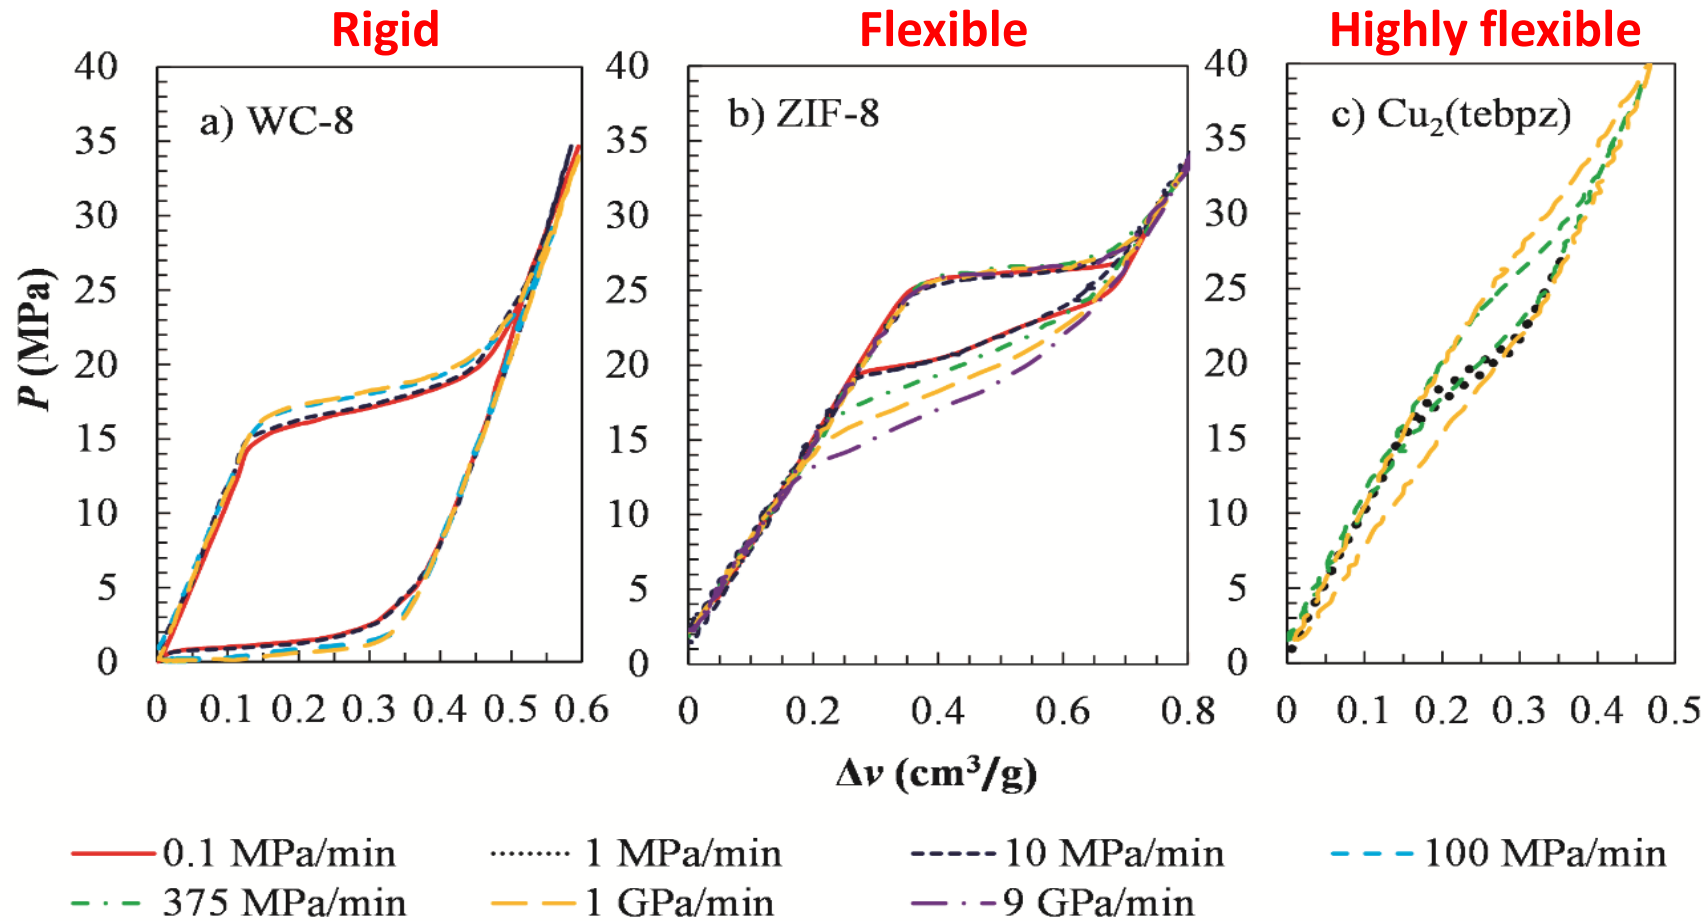 Rigid
Flexible
Highly flexible
a) WC-8
b) ZIF-8
c) Cu₂(tebpz)
P (MPa)
40
35
30
25
20
15
10
5
0
0 0.1 0.2 0.3 0.4 0.5 0.6
40
35
30
25
20
15
10
5
0
0 0.2 0.4 0.6 0.8
40
35
30
25
20
15
10
5
0
0 0.1 0.2 0.3 0.4 0.5
Δv (cm³/g)
0.1 MPa/min 1 MPa/min 10 MPa/min 100 MPa/min
375 MPa/min 1 GPa/min 9 GPa/min